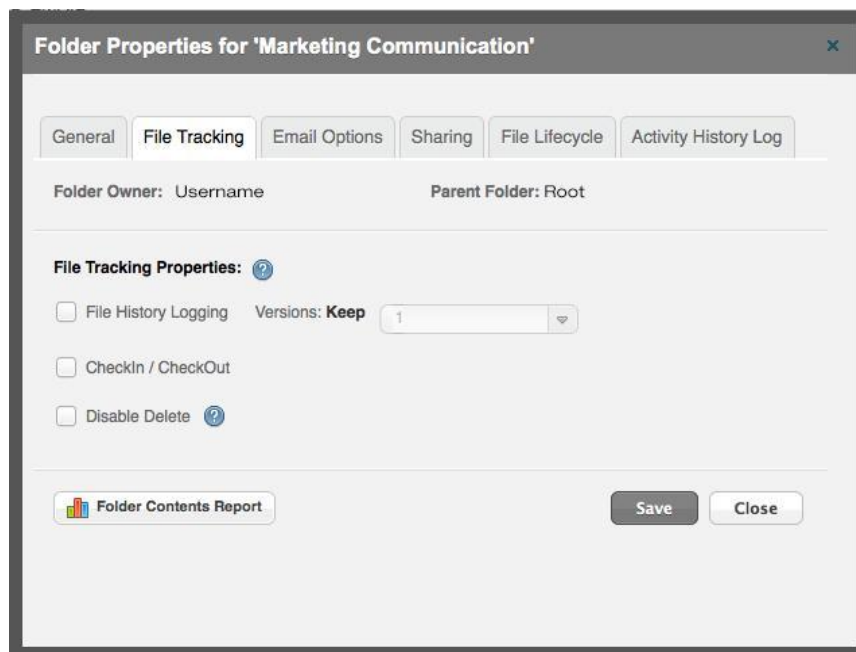 Folder Properties for 'Marketing Communication'
General File Tracking Email Options Sharing File Lifecycle Activity History Log
Folder Owner: Username Parent Folder: Root
File Tracking Properties:
File History Logging Versions: Keep 1
CheckIn / CheckOut
Disable Delete
Folder Contents Report Save Close